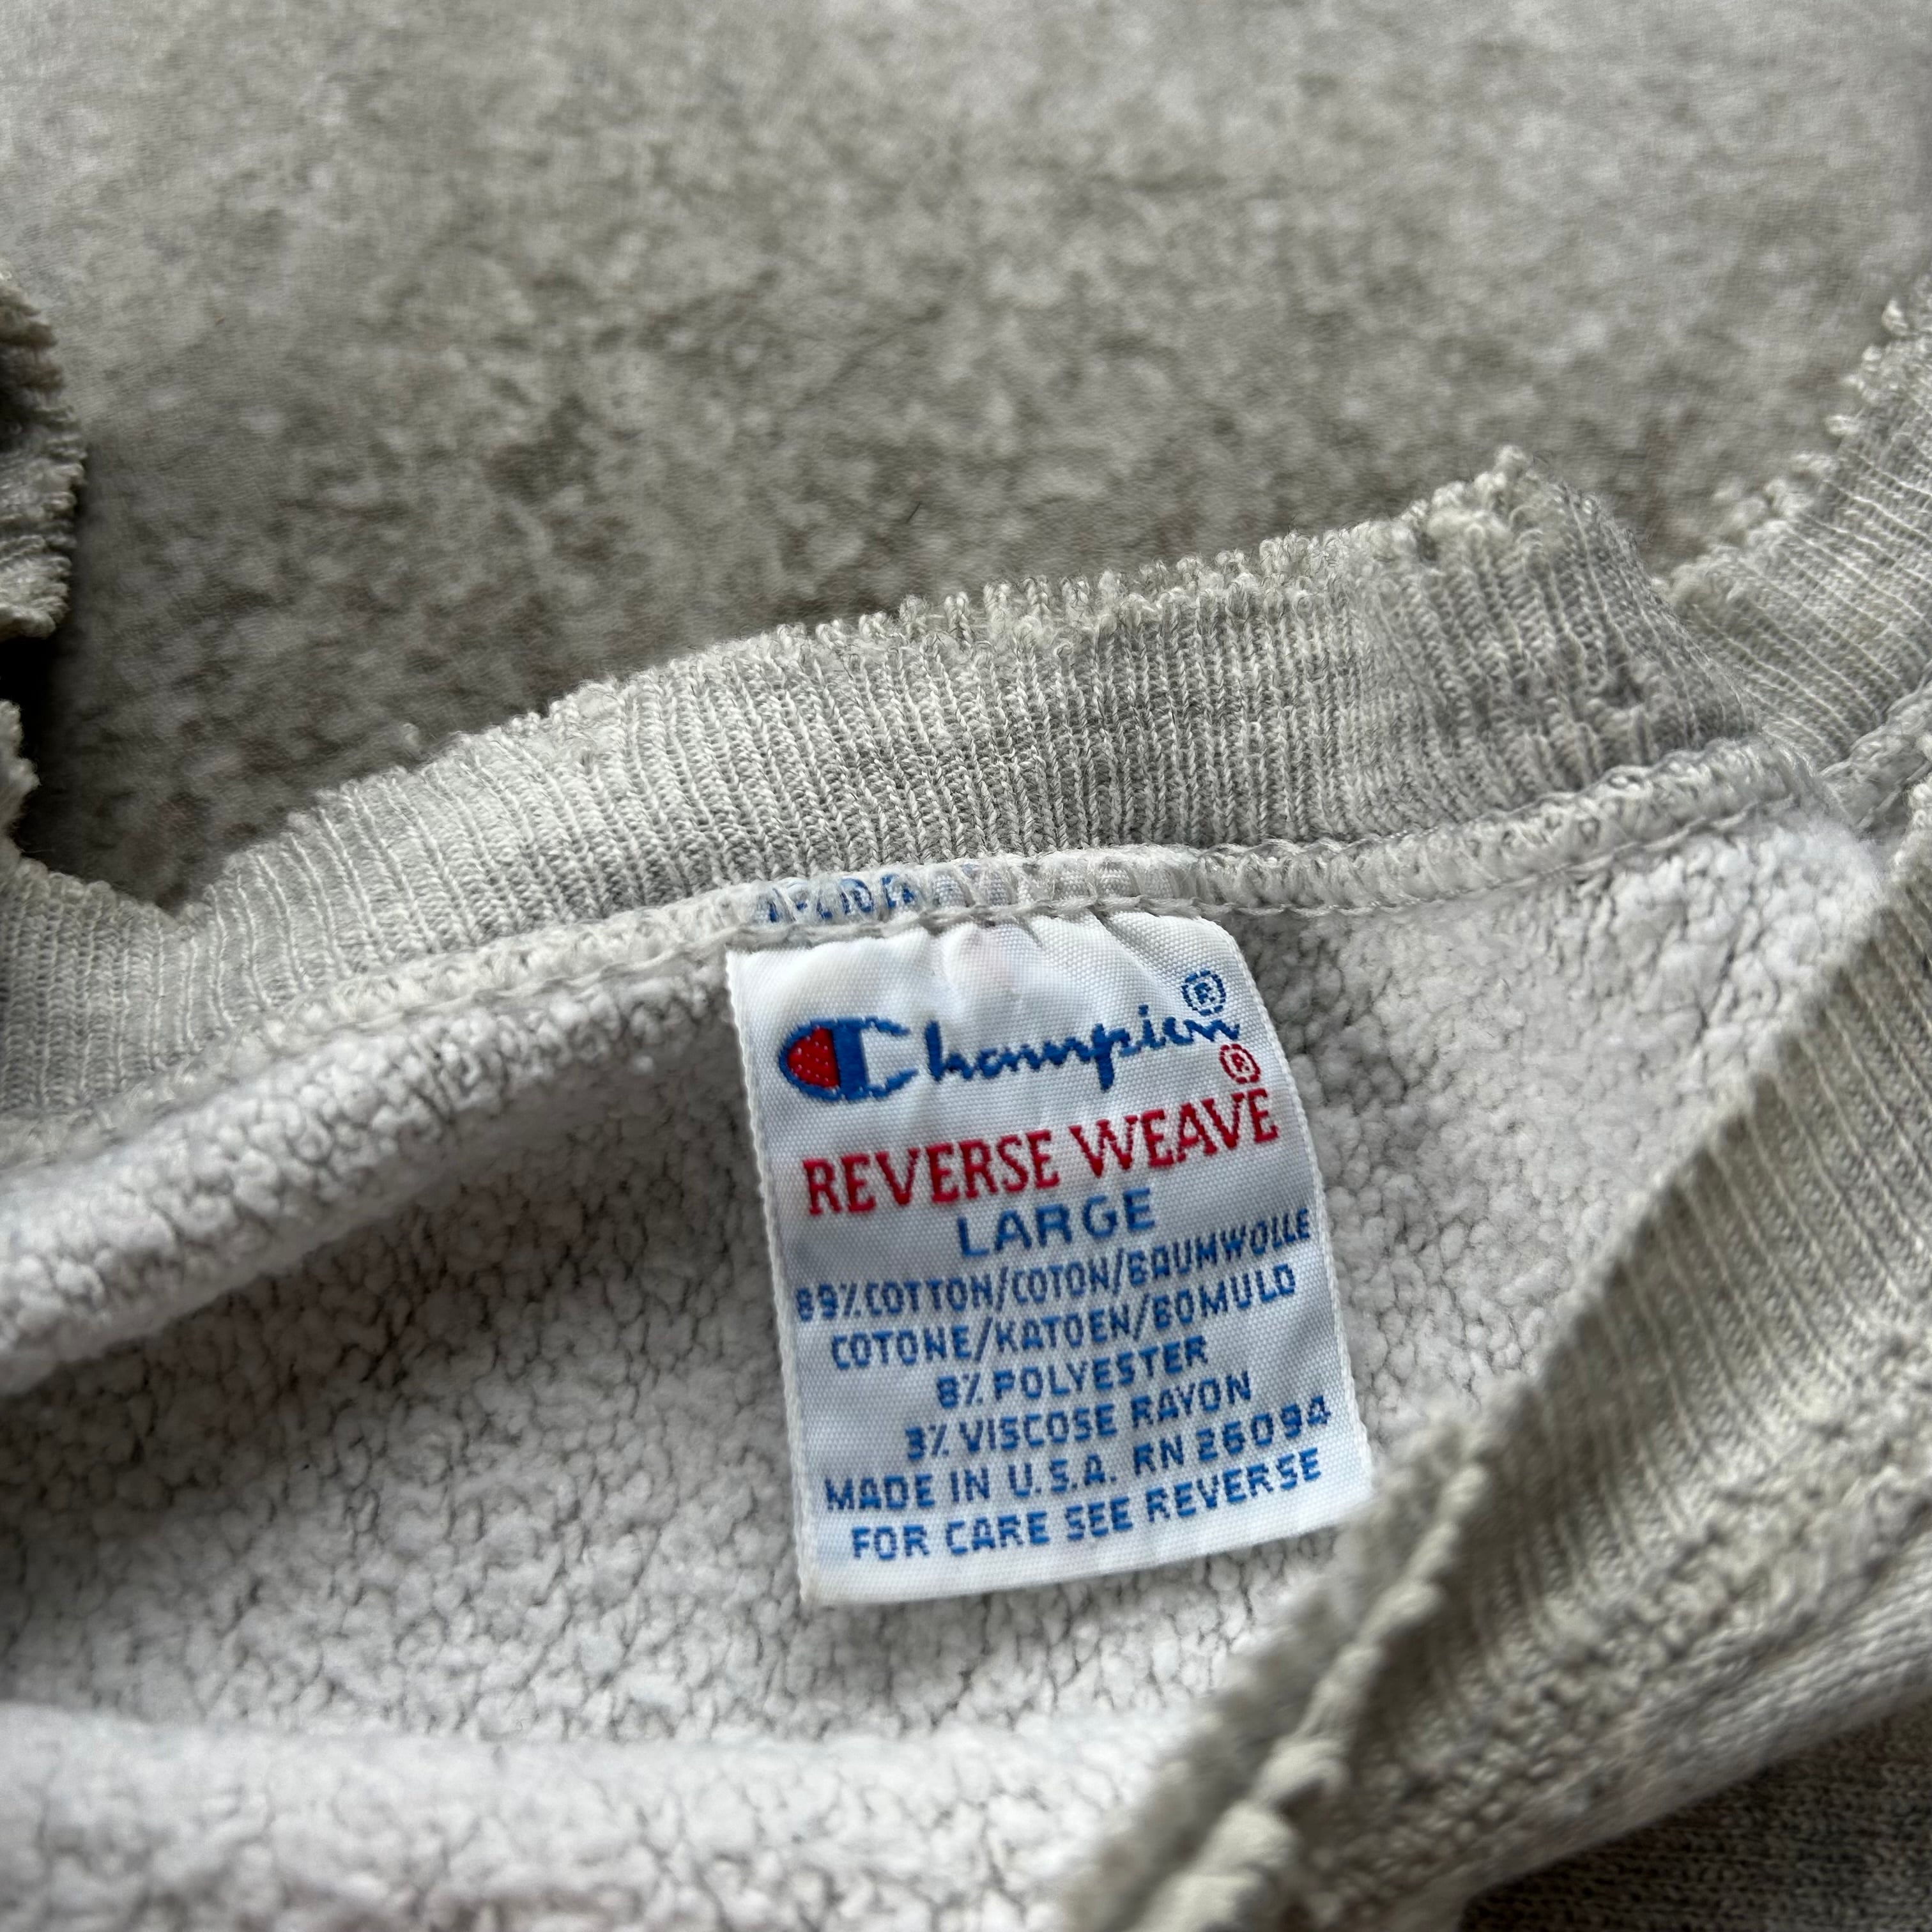 Champion®
REVERSE WEAVE®
LARGE
89% COTTON/COTON/BAUMWOLLE
COTONE/KATOEN/BOMULD
8% POLYESTER
3% VISCOSE RAYON
MADE IN U.S.A. RN 26094
FOR CARE SEE REVERSE